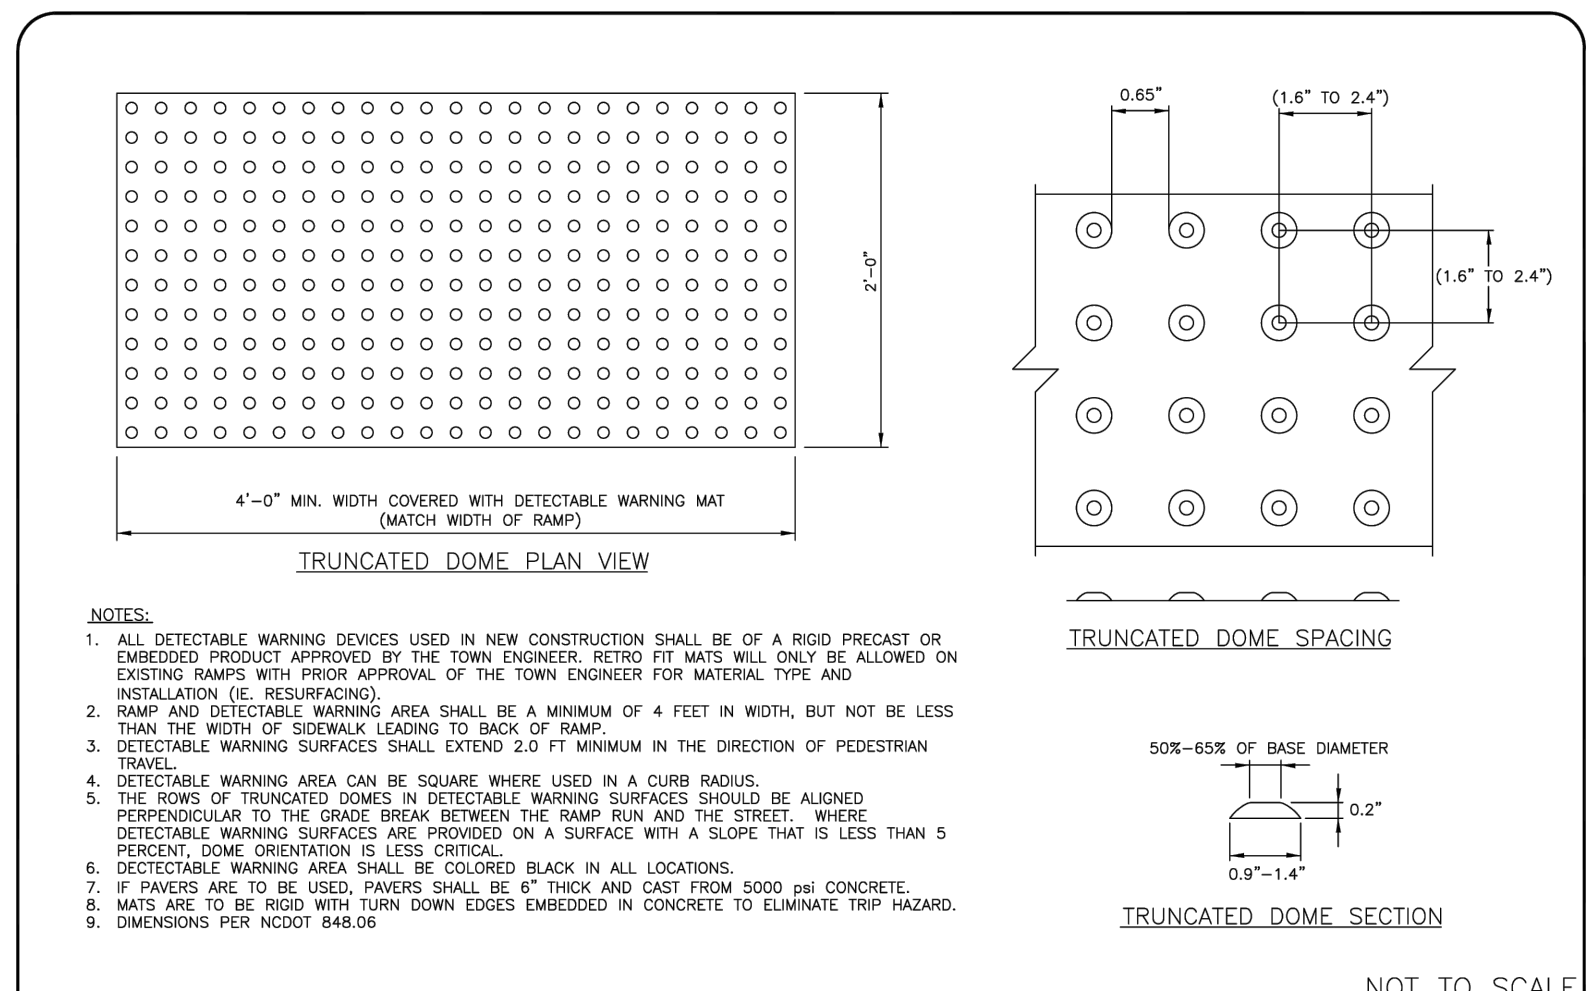 2'-0"
4'-0" MIN. WIDTH COVERED WITH DETECTABLE WARNING MAT
(MATCH WIDTH OF RAMP)
TRUNCATED DOME PLAN VIEW
0.65"
(1.6" TO 2.4")
(1.6" TO 2.4")
TRUNCATED DOME SPACING
NOTES:
1. ALL DETECTABLE WARNING DEVICES USED IN NEW CONSTRUCTION SHALL BE OF A RIGID PRECAST OR
EMBEDDED PRODUCT APPROVED BY THE TOWN ENGINEER. RETRO FIT MATS WILL ONLY BE ALLOWED ON
EXISTING RAMPS WITH PRIOR APPROVAL OF THE TOWN ENGINEER FOR MATERIAL TYPE AND
INSTALLATION (IE. RESURFACING).
2. RAMP AND DETECTABLE WARNING AREA SHALL BE A MINIMUM OF 4 FEET IN WIDTH, BUT NOT BE LESS
THAN THE WIDTH OF SIDEWALK LEADING TO BACK OF RAMP.
3. DETECTABLE WARNING SURFACES SHALL EXTEND 2.0 FT MINIMUM IN THE DIRECTION OF PEDESTRIAN
TRAVEL.
4. DETECTABLE WARNING AREA CAN BE SQUARE WHERE USED IN A CURB RADIUS.
5. THE ROWS OF TRUNCATED DOMES IN DETECTABLE WARNING SURFACES SHOULD BE ALIGNED
PERPENDICULAR TO THE GRADE BREAK BETWEEN THE RAMP RUN AND THE STREET. WHERE
DETECTABLE WARNING SURFACES ARE PROVIDED ON A SURFACE WITH A SLOPE THAT IS LESS THAN 5
PERCENT, DOME ORIENTATION IS LESS CRITICAL.
6. DECTECTABLE WARNING AREA SHALL BE COLORED BLACK IN ALL LOCATIONS.
7. IF PAVERS ARE TO BE USED, PAVERS SHALL BE 6" THICK AND CAST FROM 5000 psi CONCRETE.
8. MATS ARE TO BE RIGID WITH TURN DOWN EDGES EMBEDDED IN CONCRETE TO ELIMINATE TRIP HAZARD.
9. DIMENSIONS PER NCDOT 848.06
50%-65% OF BASE DIAMETER
0.2"
0.9"-1.4"
TRUNCATED DOME SECTION
NOT TO SCALE